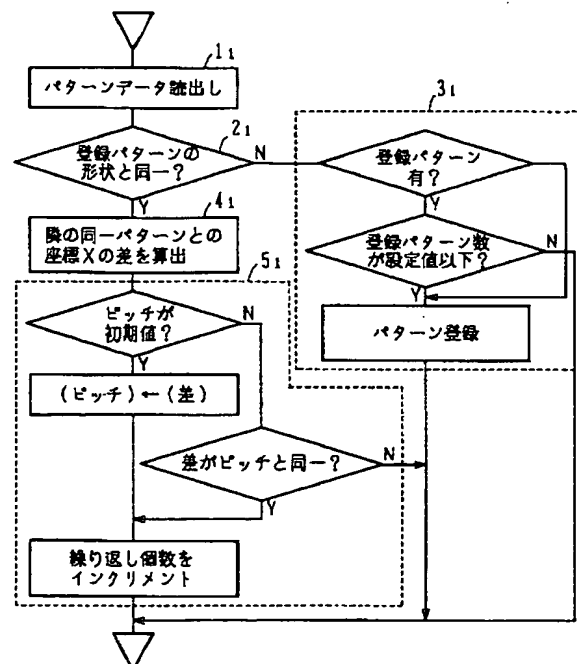 1₁
パターンデータ読出し
2₁
登録パターンの
形状と同一?
N
Y
3₁
登録パターン
有?
Y
登録パターン数
が設定値以下?
N
Y
パターン登録
4₁
隣の同一パターンとの
座標Xの差を算出
5₁
ピッチが
初期値?
N
Y
(ピッチ)←(差)
差がピッチと同一?
N
Y
繰り返し個数を
インクリメント